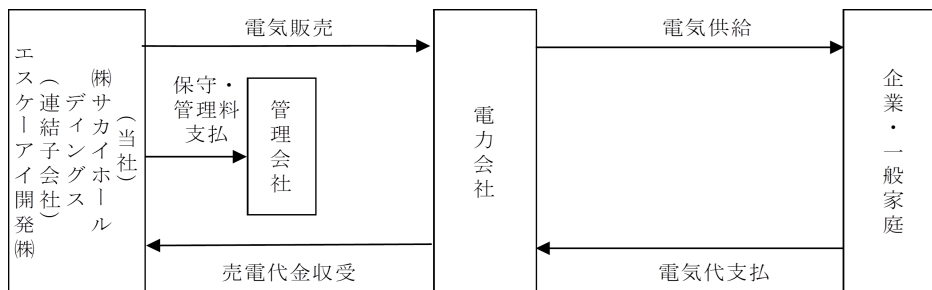 ㈱サカイホール
ディングス
(当社)
(連結子会社)
エスケーアイ開発㈱
電気販売
保守・
管理料
支払
管理会社
売電代金収受
電力会社
電気供給
電気代支払
企業・一般家庭